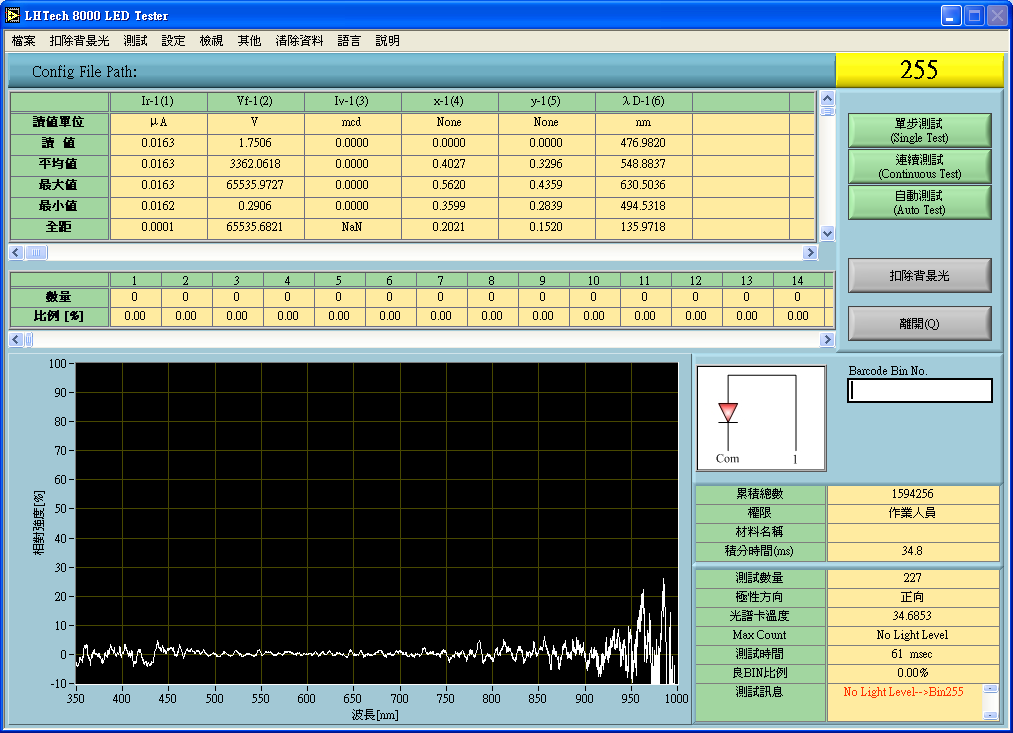 LHTech 8000 LED Tester
檔案 扣除背景光 測試 設定 檢視 其他 清除資料 語言 說明
Config File Path:
255
Ir-1(1) Vf-1(2) Iv-1(3) x-1(4) y-1(5) λ D-1(6)
讀值單位 μ A V mcd None None nm
讀 值 0.0163 1.7506 0.0000 0.0000 0.0000 476.9820
平均值 0.0163 3362.0618 0.0000 0.4027 0.3296 548.8837
最大值 0.0163 65535.9727 0.0000 0.5620 0.4359 630.5036
最小值 0.0162 0.2906 0.0000 0.3599 0.2839 494.5318
全距 0.0001 65535.6821 NaN 0.2021 0.1520 135.9718
單步測試
(Single Test)
連續測試
(Continuous Test)
自動測試
(Auto Test)
扣除背景光
離開(Q)
1 2 3 4 5 6 7 8 9 10 11 12 13 14
數量 0 0 0 0 0 0 0 0 0 0 0 0 0 0
比例 [%] 0.00 0.00 0.00 0.00 0.00 0.00 0.00 0.00 0.00 0.00 0.00 0.00 0.00 0.00
相對強度[%]
100
90
80
70
60
50
40
30
20
10
0
-10
350 400 450 500 550 600 650 700 750 800 850 900 950 1000
波長[nm]
Com 1
Barcode Bin No.
累積總數 1594256
權限 作業人員
材料名稱
積分時間(ms) 34.8
測試數量 227
極性方向 正向
光譜卡溫度 34.6853
Max Count No Light Level
測試時間 61 msec
良BIN比例 0.00%
測試訊息 No Light Level-->Bin255